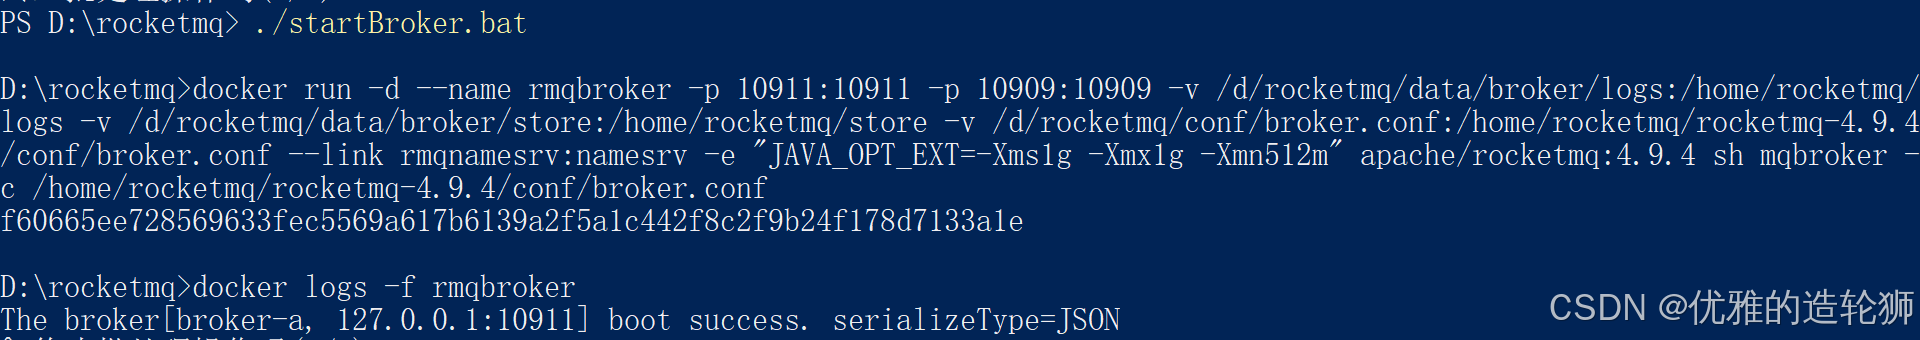 PS D:\rocketmq> ./startBroker.bat
D:\rocketmq>docker run -d --name rmqbroker -p 10911:10911 -p 10909:10909 -v /d/rocketmq/data/broker/logs:/home/rocketmq/
logs -v /d/rocketmq/data/broker/store:/home/rocketmq/store -v /d/rocketmq/conf/broker.conf:/home/rocketmq/rocketmq-4.9.4
/conf/broker.conf --link rmqnamesrv:namesrv -e "JAVA_OPT_EXT=-Xms1g -Xmx1g -Xmn512m" apache/rocketmq:4.9.4 sh mqbroker -
c /home/rocketmq/rocketmq-4.9.4/conf/broker.conf
f60665ee728569633fec5569a617b6139a2f5a1c442f8c2f9b24f178d7133a1e
D:\rocketmq>docker logs -f rmqbroker
The broker[broker-a, 127.0.0.1:10911] boot success. serializeType=JSON
CSDN @优雅的造轮狮